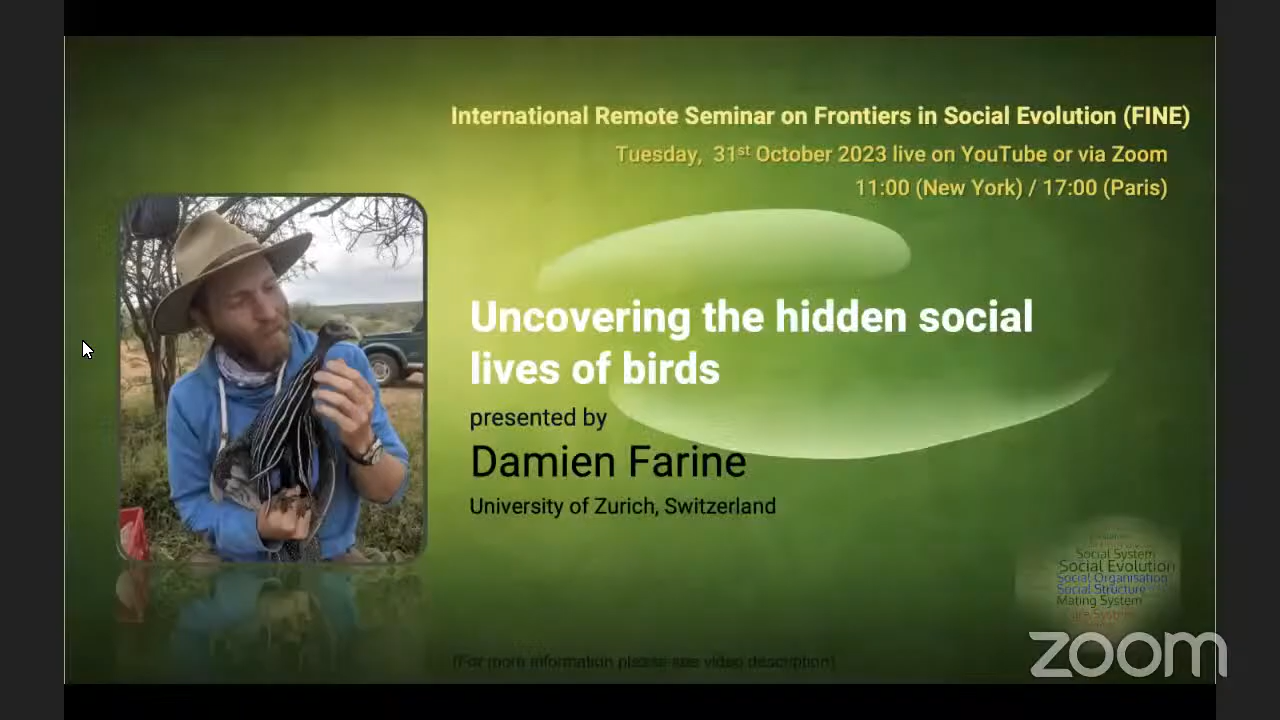 International Remote Seminar on Frontiers in Social Evolution (FINE)
Tuesday, 31st October 2023 live on YouTube or via Zoom
11:00 (New York) / 17:00 (Paris)
Uncovering the hidden social
lives of birds
presented by
Damien Farine
University of Zurich, Switzerland
Social System
Social Evolution
Social Organisation
Social Structure
Mating System
Care System
zoom
(For more information please see video description)